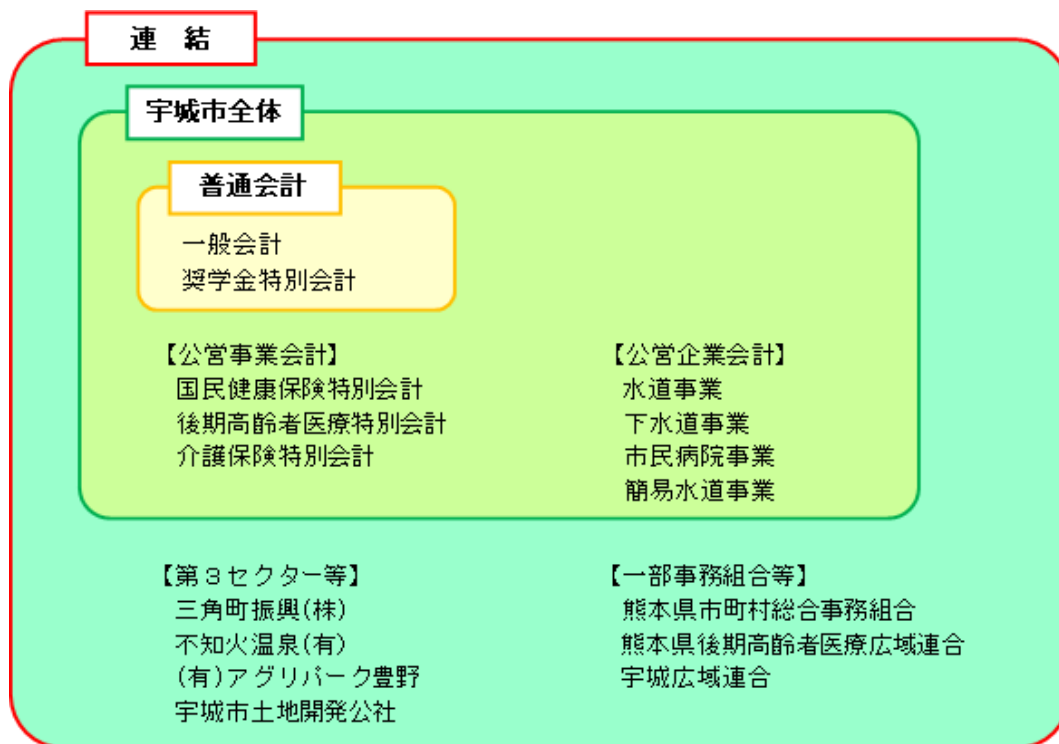 連 結
宇城市全体
普通会計
一般会計
奨学金特別会計
【公営事業会計】
国民健康保険特別会計
後期高齢者医療特別会計
介護保険特別会計
【公営企業会計】
水道事業
下水道事業
市民病院事業
簡易水道事業
【第３セクター等】
三角町振興(株)
不知火温泉(有)
(有)アグリパーク豊野
宇城市土地開発公社
【一部事務組合等】
熊本県市町村総合事務組合
熊本県後期高齢者医療広域連合
宇城広域連合